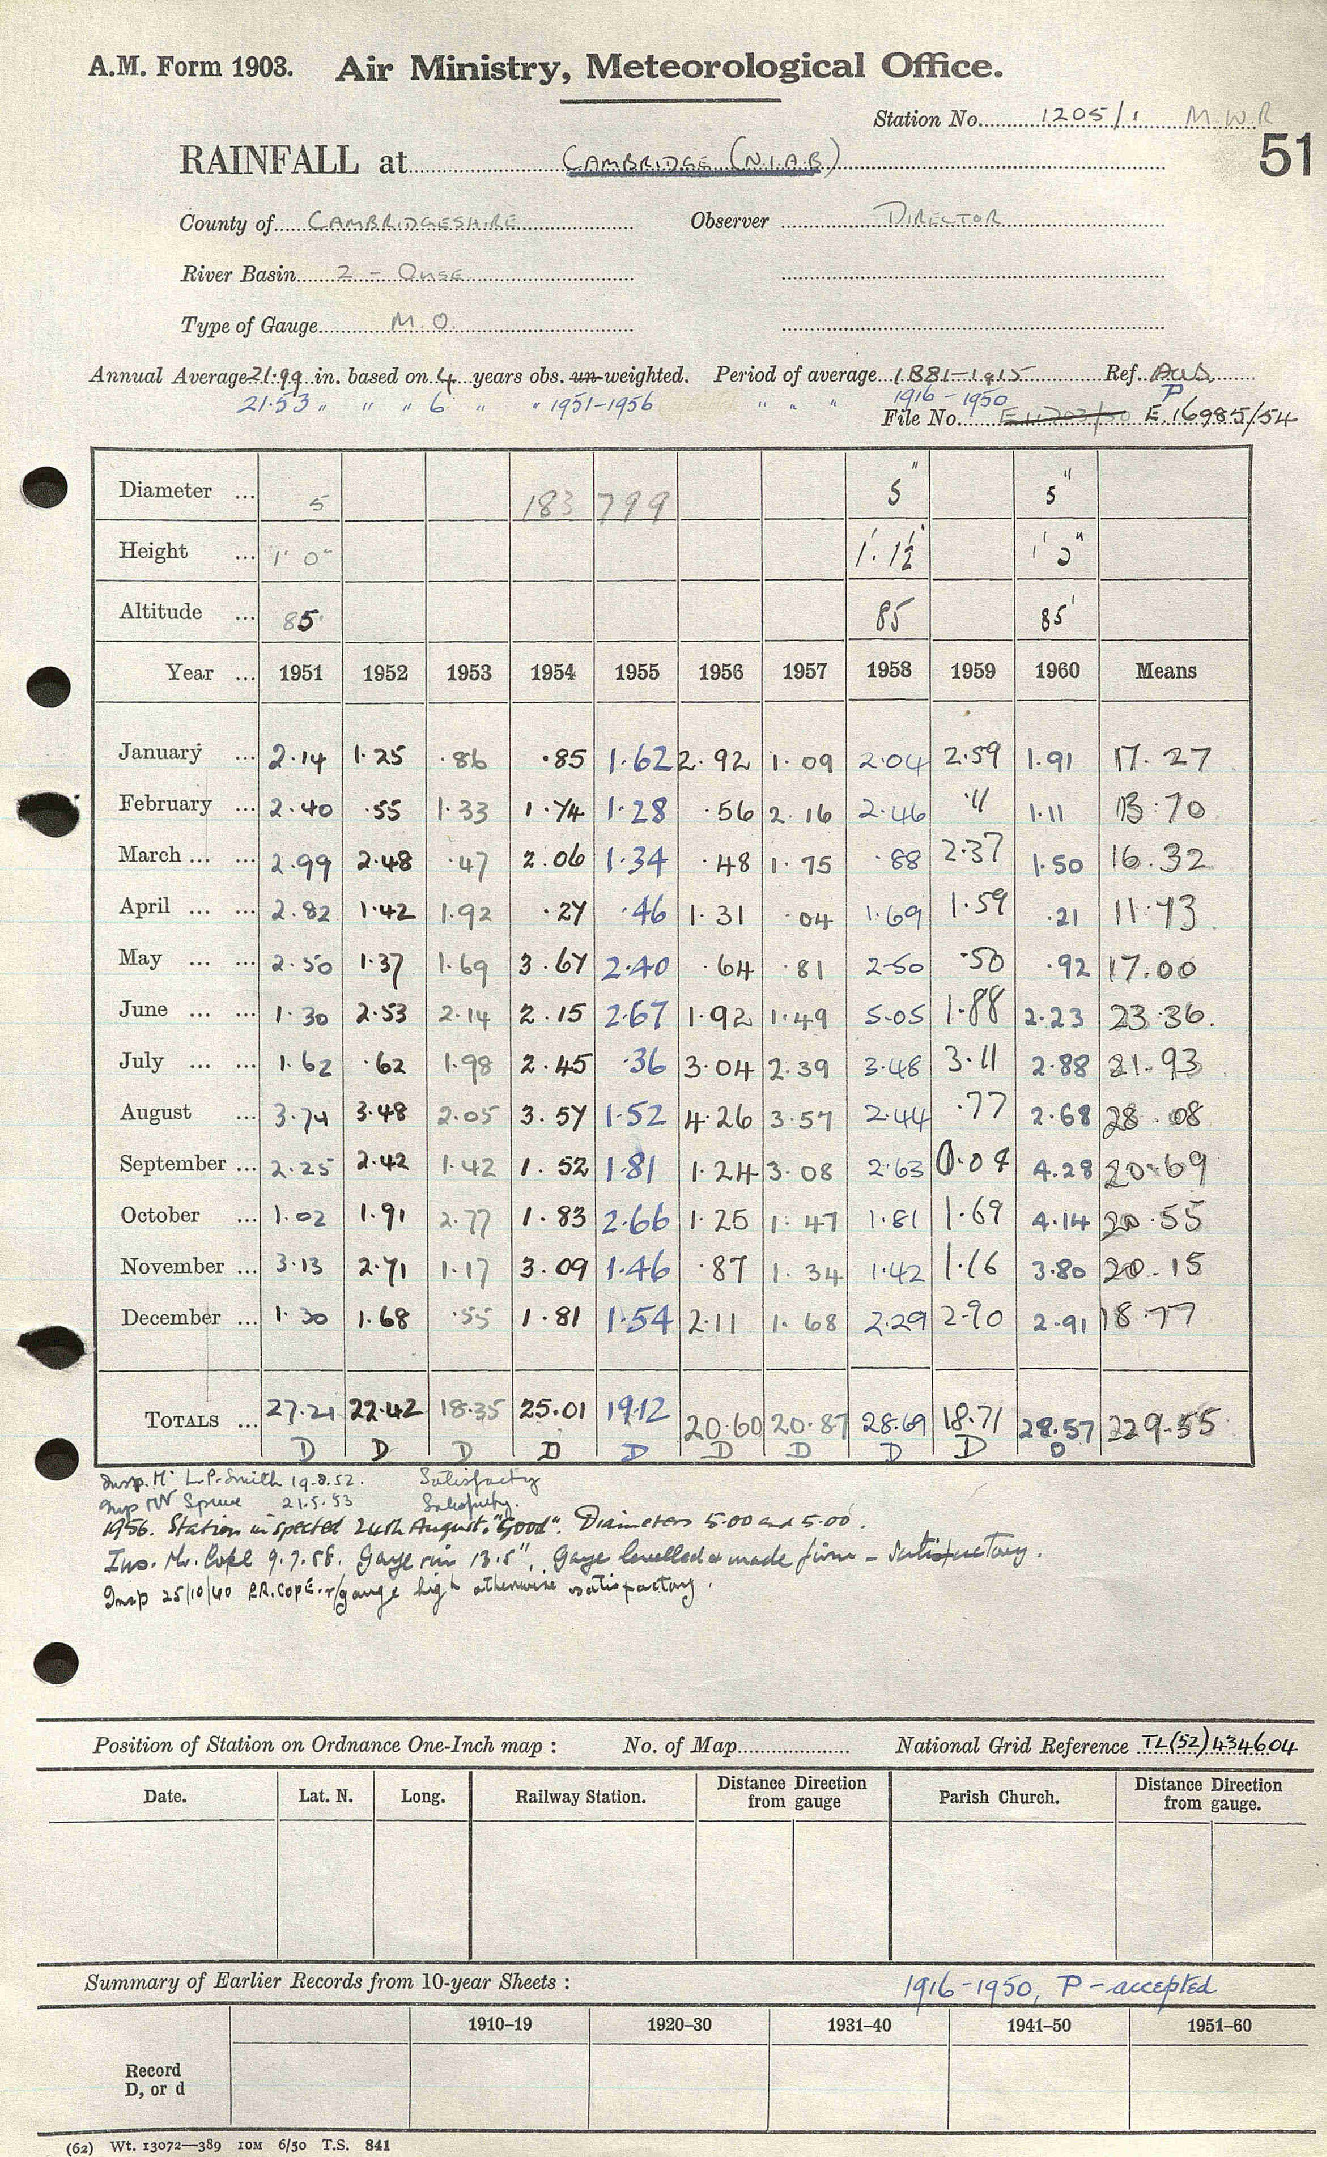 A.M. Form 1903. Air Ministry, Meteorological Office.
Station No. 1205/1 M.W.R
51
RAINFALL at CAMBRIDGE (N.I.A.B)
County of CAMBRIDGESHIRE Observer DIRECTOR
River Basin 2 - OUSE
Type of Gauge M.O.
Annual Average 21.99 in. based on 4 years obs. un-weighted. Period of average 1881-1915 Ref.
21.53 " " " 6 " " 1951-1956 " " " 1916-1950 P
File No. E.16985/54
Diameter ... 5 183 799 5" 5"
Height ... 1' 0" 1'. 1½" 1' 0"
Altitude ... 85 85 85'
Year ... 1951 1952 1953 1954 1955 1956 1957 1958 1959 1960 Means
January ... 2.14 1.25 .86 .85 1.62 2.92 1.09 2.04 2.59 1.91 17.27
February ... 2.40 .55 1.33 1.74 1.28 .56 2.16 2.46 .11 1.11 13.70
March ... ... 2.99 2.48 .47 2.06 1.34 .48 1.75 .88 2.37 1.50 16.32
April ... ... 2.82 1.42 1.92 .27 .46 1.31 .04 1.69 1.59 .21 11.73
May ... ... 2.50 1.37 1.69 3.67 2.40 .64 .81 2.50 .50 .92 17.00
June ... ... 1.30 2.53 2.14 2.15 2.67 1.92 1.49 5.05 1.88 2.23 23.36.
July ... ... 1.62 .62 1.98 2.45 .36 3.04 2.39 3.48 3.11 2.88 21.93
August ... 3.74 3.48 2.05 3.57 1.52 4.26 3.57 2.44 .77 2.68 28.08
September ... 2.25 2.42 1.42 1.52 1.81 1.24 3.08 2.63 0.04 4.28 20.69
October ... 1.02 1.91 2.77 1.83 2.66 1.25 1.47 1.81 1.69 4.14 20.55
November ... 3.13 2.71 1.17 3.09 1.46 .87 1.34 1.42 1.16 3.80 20.15
December ... 1.30 1.68 .55 1.81 1.54 2.11 1.68 2.29 2.90 2.91 18.77
TOTALS ... 27.21 22.42 18.35 25.01 19.12 20.60 20.87 28.69 18.71 28.57 229.55
D D D D D D D D D D
Insp. Mr L.P. Smith 19.8.52. Satisfacty
Insp 21.5.53 Satisfacty.
1956. Station inspected 24th August. "Good". Diameters 5.00 and 5.00.
Ins. Mr. Cope 9.7.58. Gauge rim 13.5", Gauge levelled & made firm - satisfactory.
Insp 25/10/60 P.R. COPE. r/gauge high otherwise satisfactory.
Position of Station on Ordnance One-Inch map : No. of Map National Grid Reference TL(52)434604
Date. Lat. N. Long. Railway Station. Distance Direction from gauge Parish Church. Distance Direction from gauge.
Summary of Earlier Records from 10-year Sheets : 1916-1950, P - accepted
1910–19 1920–30 1931–40 1941–50 1951–60
Record
D, or d
(62) Wt. 13072—389 10M 6/50 T.S. 841